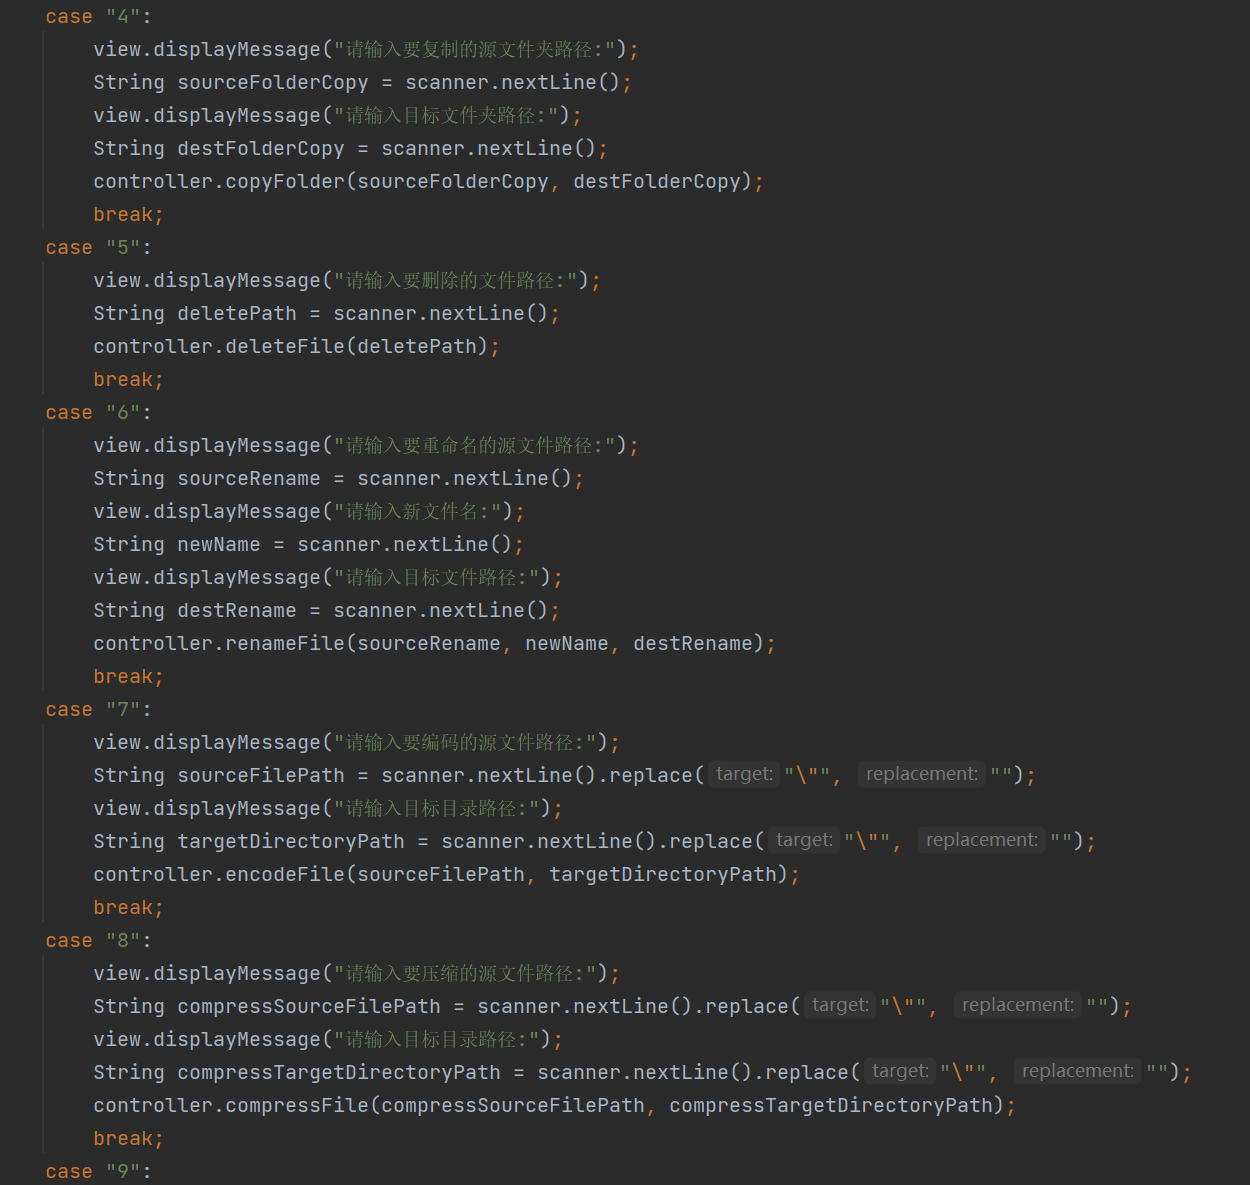 case "4":
view.displayMessage("请输入要复制的源文件夹路径:");
String sourceFolderCopy = scanner.nextLine();
view.displayMessage("请输入目标文件夹路径:");
String destFolderCopy = scanner.nextLine();
controller.copyFolder(sourceFolderCopy, destFolderCopy);
break;
case "5":
view.displayMessage("请输入要删除的文件路径:");
String deletePath = scanner.nextLine();
controller.deleteFile(deletePath);
break;
case "6":
view.displayMessage("请输入要重命名的源文件路径:");
String sourceRename = scanner.nextLine();
view.displayMessage("请输入新文件名:");
String newName = scanner.nextLine();
view.displayMessage("请输入目标文件路径:");
String destRename = scanner.nextLine();
controller.renameFile(sourceRename, newName, destRename);
break;
case "7":
view.displayMessage("请输入要编码的源文件路径:");
String sourceFilePath = scanner.nextLine().replace( target: "\"", replacement: "");
view.displayMessage("请输入目标目录路径:");
String targetDirectoryPath = scanner.nextLine().replace( target: "\"", replacement: "");
controller.encodeFile(sourceFilePath, targetDirectoryPath);
break;
case "8":
view.displayMessage("请输入要压缩的源文件路径:");
String compressSourceFilePath = scanner.nextLine().replace( target: "\"", replacement: "");
view.displayMessage("请输入目标目录路径:");
String compressTargetDirectoryPath = scanner.nextLine().replace( target: "\"", replacement: "");
controller.compressFile(compressSourceFilePath, compressTargetDirectoryPath);
break;
case "9":